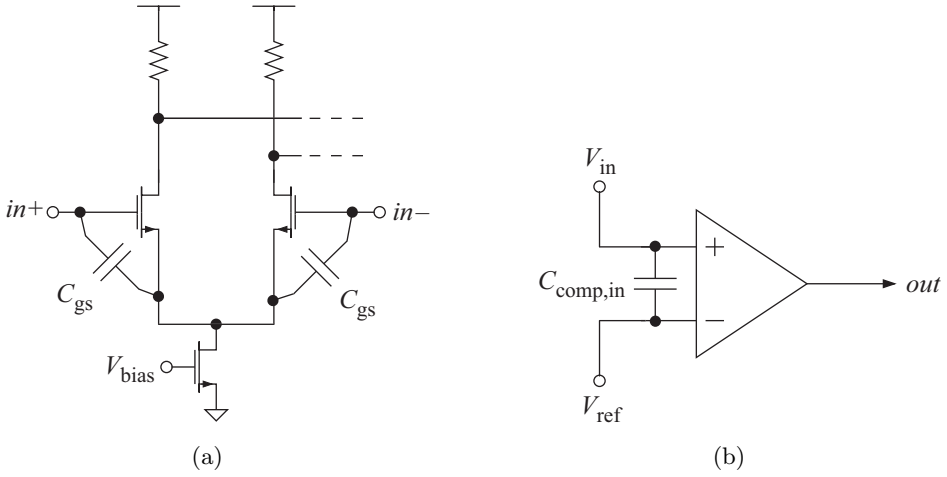 in+
in−
C_gs
C_gs
V_bias
(a)
V_in
+
C_comp,in
−
out
V_ref
(b)